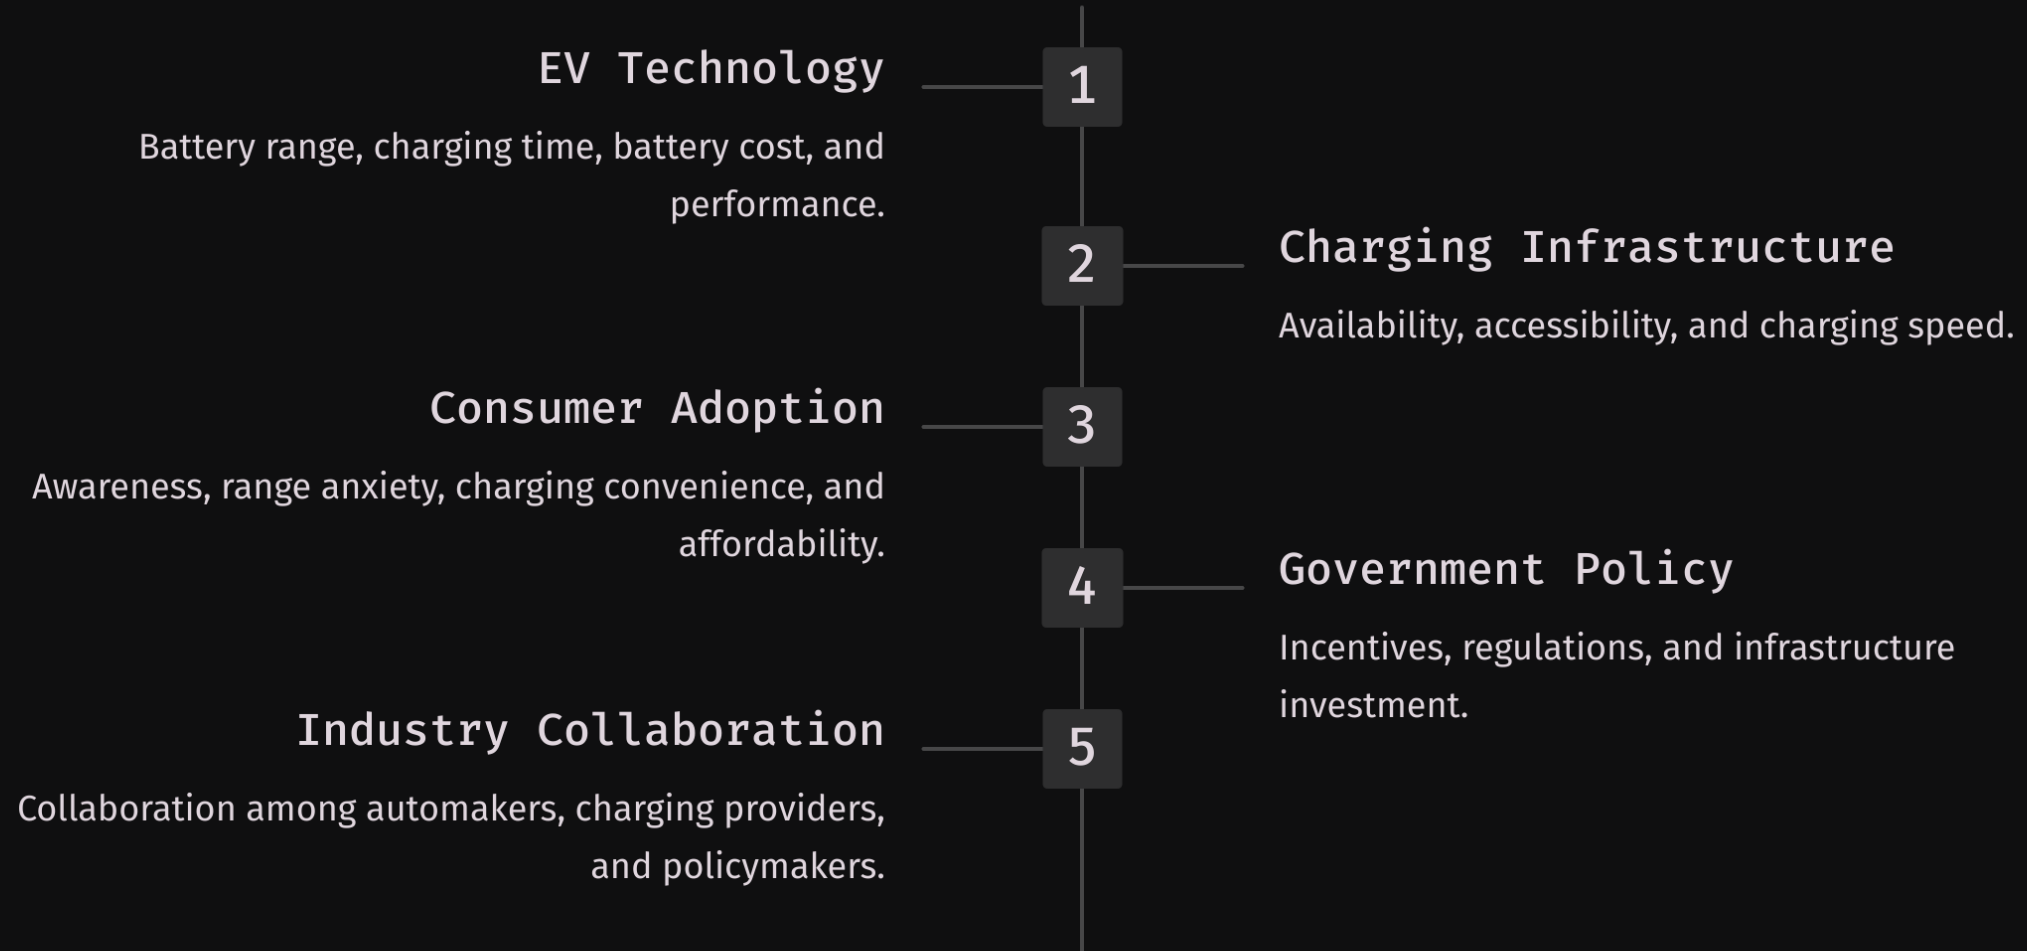 EV Technology
1
Battery range, charging time, battery cost, and
performance.
2
Charging Infrastructure
Availability, accessibility, and charging speed.
Consumer Adoption
3
Awareness, range anxiety, charging convenience, and
affordability.
4
Government Policy
Incentives, regulations, and infrastructure
investment.
Industry Collaboration
5
Collaboration among automakers, charging providers,
and policymakers.